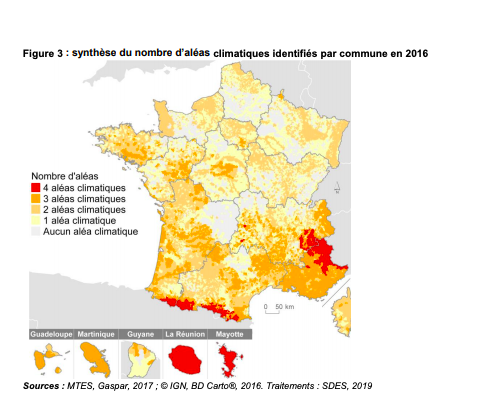 Figure 3 : synthèse du nombre d'aléas climatiques identifiés par commune en 2016
Nombre d'aléas
4 aléas climatiques
3 aléas climatiques
2 aléas climatiques
1 aléa climatique
Aucun aléa climatique
0 50 km
Guadeloupe Martinique Guyane La Réunion Mayotte
Sources : MTES, Gaspar, 2017 ; © IGN, BD Carto®, 2016. Traitements : SDES, 2019